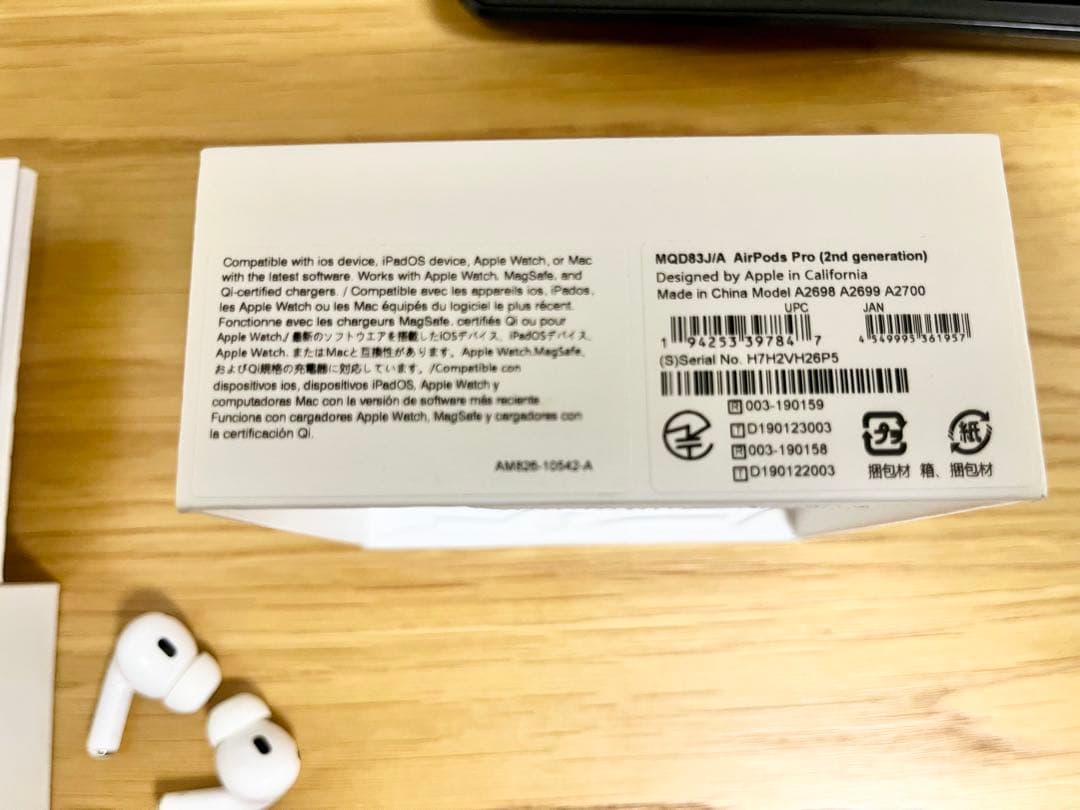 Compatible with ios device, iPadOS device, Apple Watch, or Mac
with the latest software. Works with Apple Watch. MagSafe. and
Qi-certified chargers. / Compatible avec les appareils ios, iPados,
les Apple Watch ou les Mac équipés du logiciel le plus récent.
Fonctionne avec les chargeurs MagSafe. certifiés Qi ou pour
Apple Watch./ 最新のソフトウエアを搭載したiOSデバイス、iPadOSデバイス、
Apple Watch. またはMacと互換性があります。Apple Watch.MagSafe、
およびQi規格の充電器に対応しています。/Compatible con
dispositivos ios, dispositivos iPadOS, Apple Watch y
computadoras Mac con la versión de software más reciente
Funciona con cargadores Apple Watch, MagSafe y cargadores con
la certificación Qi.
AM826-10542-A
MQD83J/A AirPods Pro (2nd generation)
Designed by Apple in California
Made in China Model A2698 A2699 A2700
UPC JAN
1 94253 39784 7 4 549995 361957
(S)Serial No. H7H2VH26P5
R 003-190159
T D190123003
R 003-190158
T D190122003
プラ 紙
捆包材 箱、捆包材